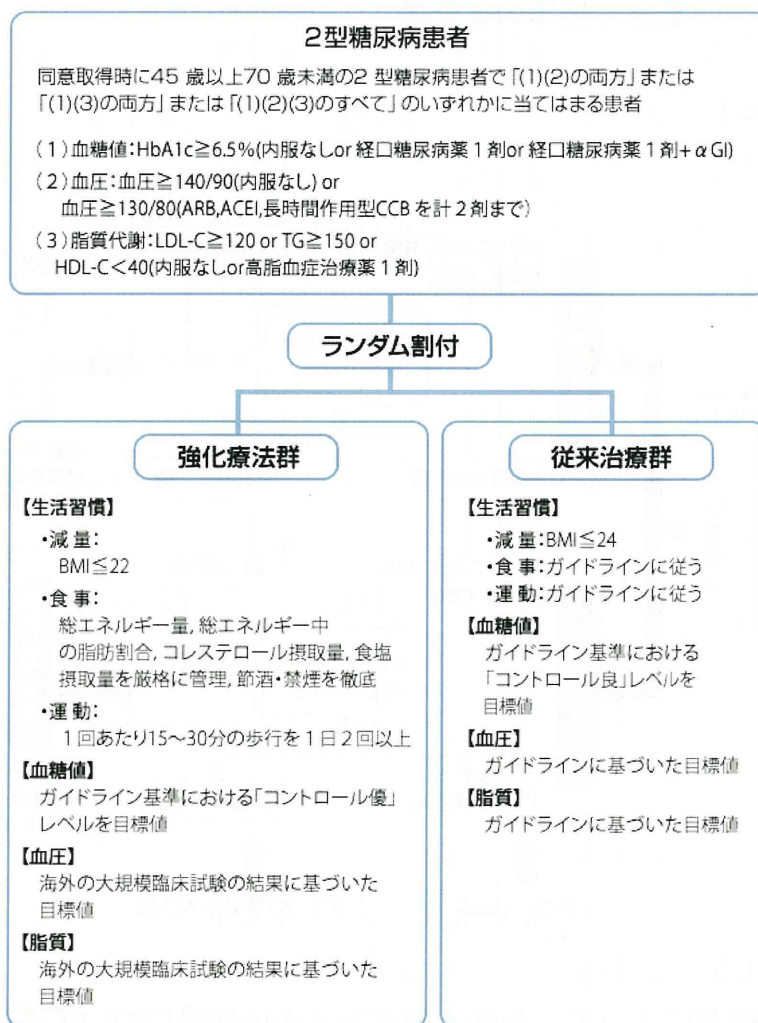 2型糖尿病患者
同意取得時に45 歳以上70 歳未満の2 型糖尿病患者で「(1)(2)の両方」または
「(1)(3)の両方」または「(1)(2)(3)のすべて」のいずれかに当てはまる患者
(1)血糖値:HbA1c≧6.5%(内服なしor 経口糖尿病薬1剤or 経口糖尿病薬1剤+αGI)
(2)血圧:血圧≧140/90(内服なし) or
血圧≧130/80(ARB,ACEI,長時間作用型CCB を計2剤まで)
(3)脂質代謝:LDL-C≧120 or TG≧150 or
HDL-C<40(内服なしor高脂血症治療薬1剤)
ランダム割付
強化療法群
【生活習慣】
・減 量:
BMI≦22
・食 事:
総エネルギー量, 総エネルギー中
の脂肪割合, コレステロール摂取量, 食塩
摂取量を厳格に管理, 節酒・禁煙を徹底
・運 動:
1回あたり15〜30分の歩行を1日2回以上
【血糖値】
ガイドライン基準における「コントロール優」
レベルを目標値
【血圧】
海外の大規模臨床試験の結果に基づいた
目標値
【脂質】
海外の大規模臨床試験の結果に基づいた
目標値
従来治療群
【生活習慣】
・減 量:BMI≦24
・食 事:ガイドラインに従う
・運 動:ガイドラインに従う
【血糖値】
ガイドライン基準における
「コントロール良」レベルを
目標値
【血圧】
ガイドラインに基づいた目標値
【脂質】
ガイドラインに基づいた目標値